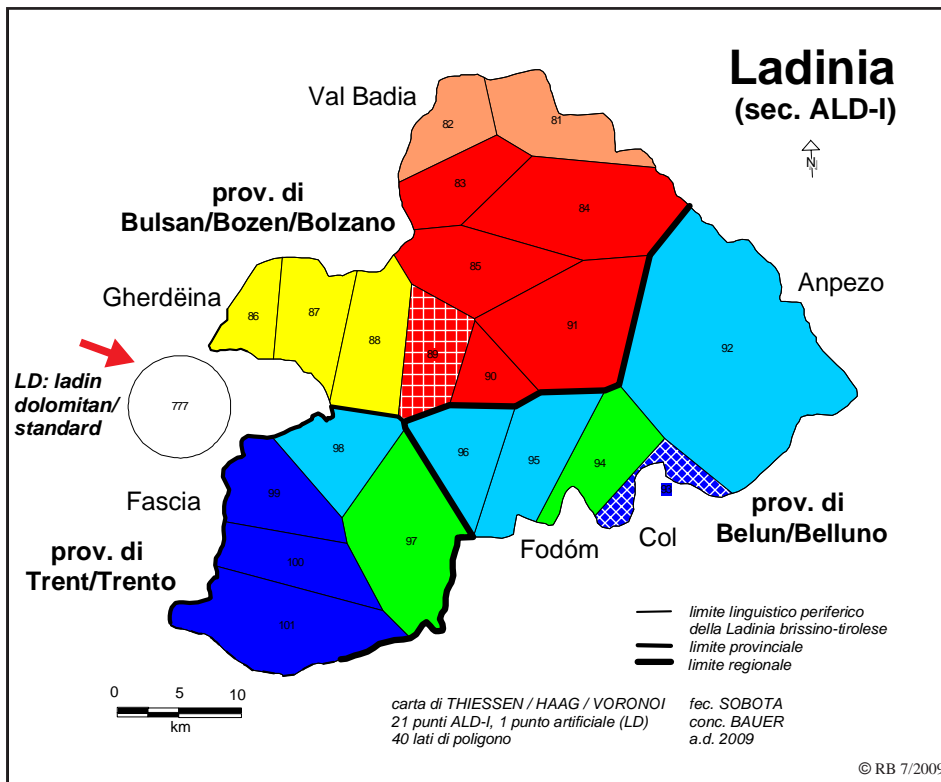 Ladinia
(sec. ALD-I)
N
Val Badia
82
81
83
84
prov. di
Bulsan/Bozen/Bolzano
85
Gherdëina
Anpezo
86
87
88
89
91
92
90
LD: ladin
dolomitan/
standard
777
98
96
95
94
99
Fascia
97
100
101
prov. di
Trent/Trento
Fodóm
Col
prov. di
Belun/Belluno
limite linguistico periferico
della Ladinia brissino-tirolese
limite provinciale
limite regionale
0 5 10
km
carta di THIESSEN / HAAG / VORONOI
21 punti ALD-I, 1 punto artificiale (LD)
40 lati di poligono
fec. SOBOTA
conc. BAUER
a.d. 2009
© RB 7/2009